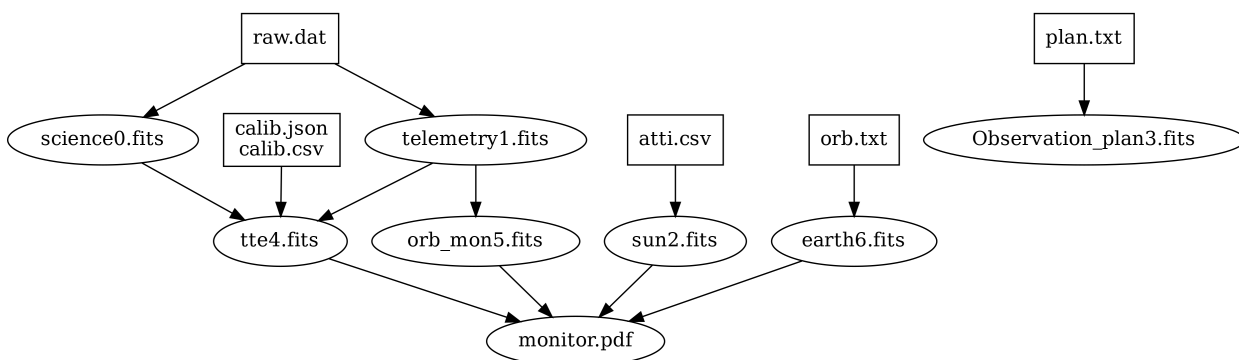 raw.dat
plan.txt
science0.fits
calib.json
calib.csv
telemetry1.fits
atti.csv
orb.txt
Observation_plan3.fits
tte4.fits
orb_mon5.fits
sun2.fits
earth6.fits
monitor.pdf